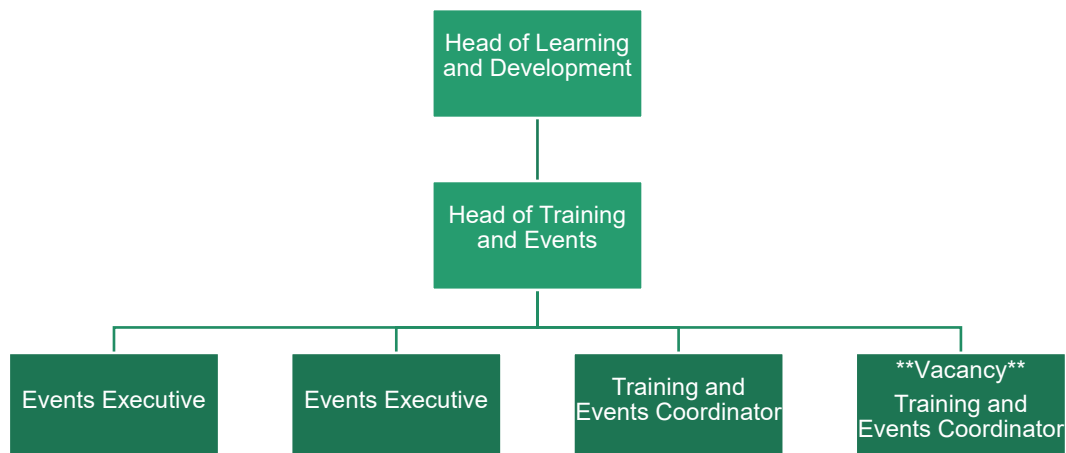 Head of Learning
and Development
Head of Training
and Events
Events Executive
Events Executive
Training and
Events Coordinator
**Vacancy**
Training and
Events Coordinator